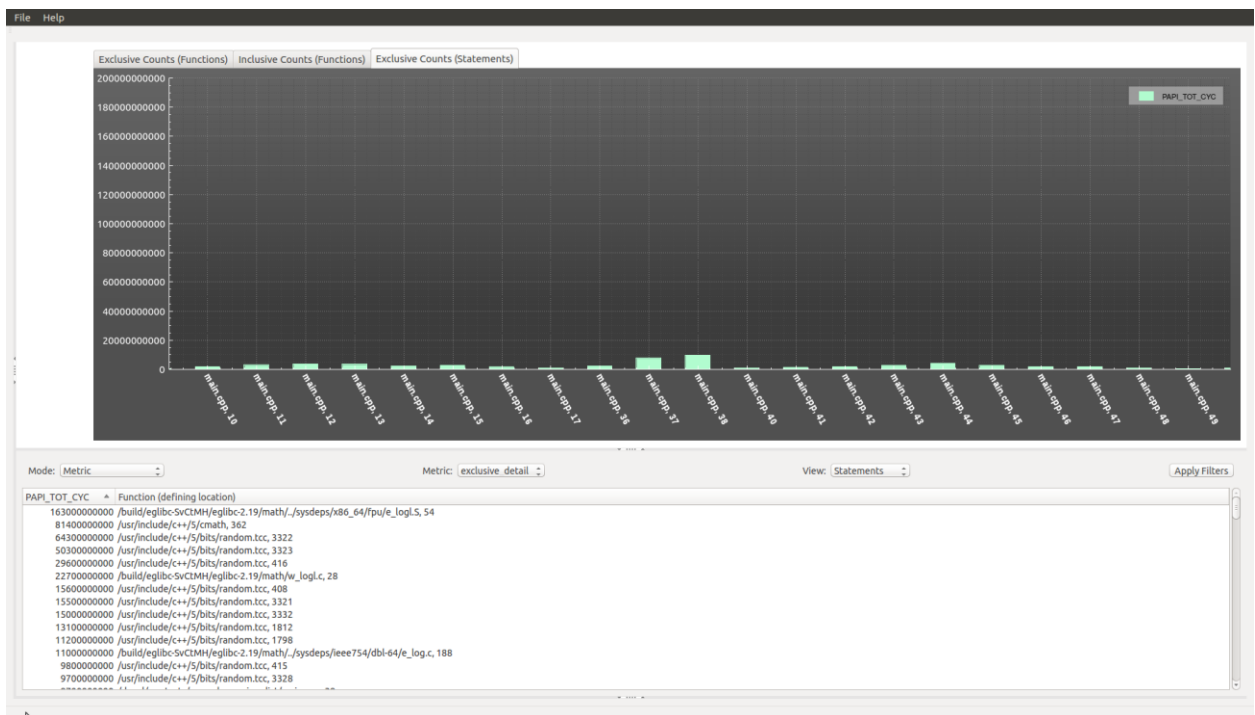 File Help
Exclusive Counts (Functions) Inclusive Counts (Functions) Exclusive Counts (Statements)
200000000000
180000000000
160000000000
140000000000
120000000000
100000000000
80000000000
60000000000
40000000000
20000000000
0
PAPI_TOT_CYC
main.cpp, 10
main.cpp, 11
main.cpp, 12
main.cpp, 13
main.cpp, 14
main.cpp, 15
main.cpp, 16
main.cpp, 17
main.cpp, 36
main.cpp, 37
main.cpp, 38
main.cpp, 40
main.cpp, 41
main.cpp, 42
main.cpp, 43
main.cpp, 44
main.cpp, 45
main.cpp, 46
main.cpp, 47
main.cpp, 48
main.cpp, 49
Mode: Metric Metric: exclusive_detail View: Statements Apply Filters
PAPI_TOT_CYC Function (defining location)
163000000000 /build/eglibc-SvCtMH/eglibc-2.19/math/../sysdeps/x86_64/fpu/e_logl.S, 54
81400000000 /usr/include/c++/5/cmath, 362
64300000000 /usr/include/c++/5/bits/random.tcc, 3322
50300000000 /usr/include/c++/5/bits/random.tcc, 3323
29600000000 /usr/include/c++/5/bits/random.tcc, 416
22700000000 /build/eglibc-SvCtMH/eglibc-2.19/math/w_logl.c, 28
15600000000 /usr/include/c++/5/bits/random.tcc, 408
15500000000 /usr/include/c++/5/bits/random.tcc, 3321
15000000000 /usr/include/c++/5/bits/random.tcc, 3332
13100000000 /usr/include/c++/5/bits/random.tcc, 1812
11200000000 /usr/include/c++/5/bits/random.tcc, 1798
11000000000 /build/eglibc-SvCtMH/eglibc-2.19/math/../sysdeps/ieee754/dbl-64/e_log.c, 188
9800000000 /usr/include/c++/5/bits/random.tcc, 415
9700000000 /usr/include/c++/5/bits/random.tcc, 3328